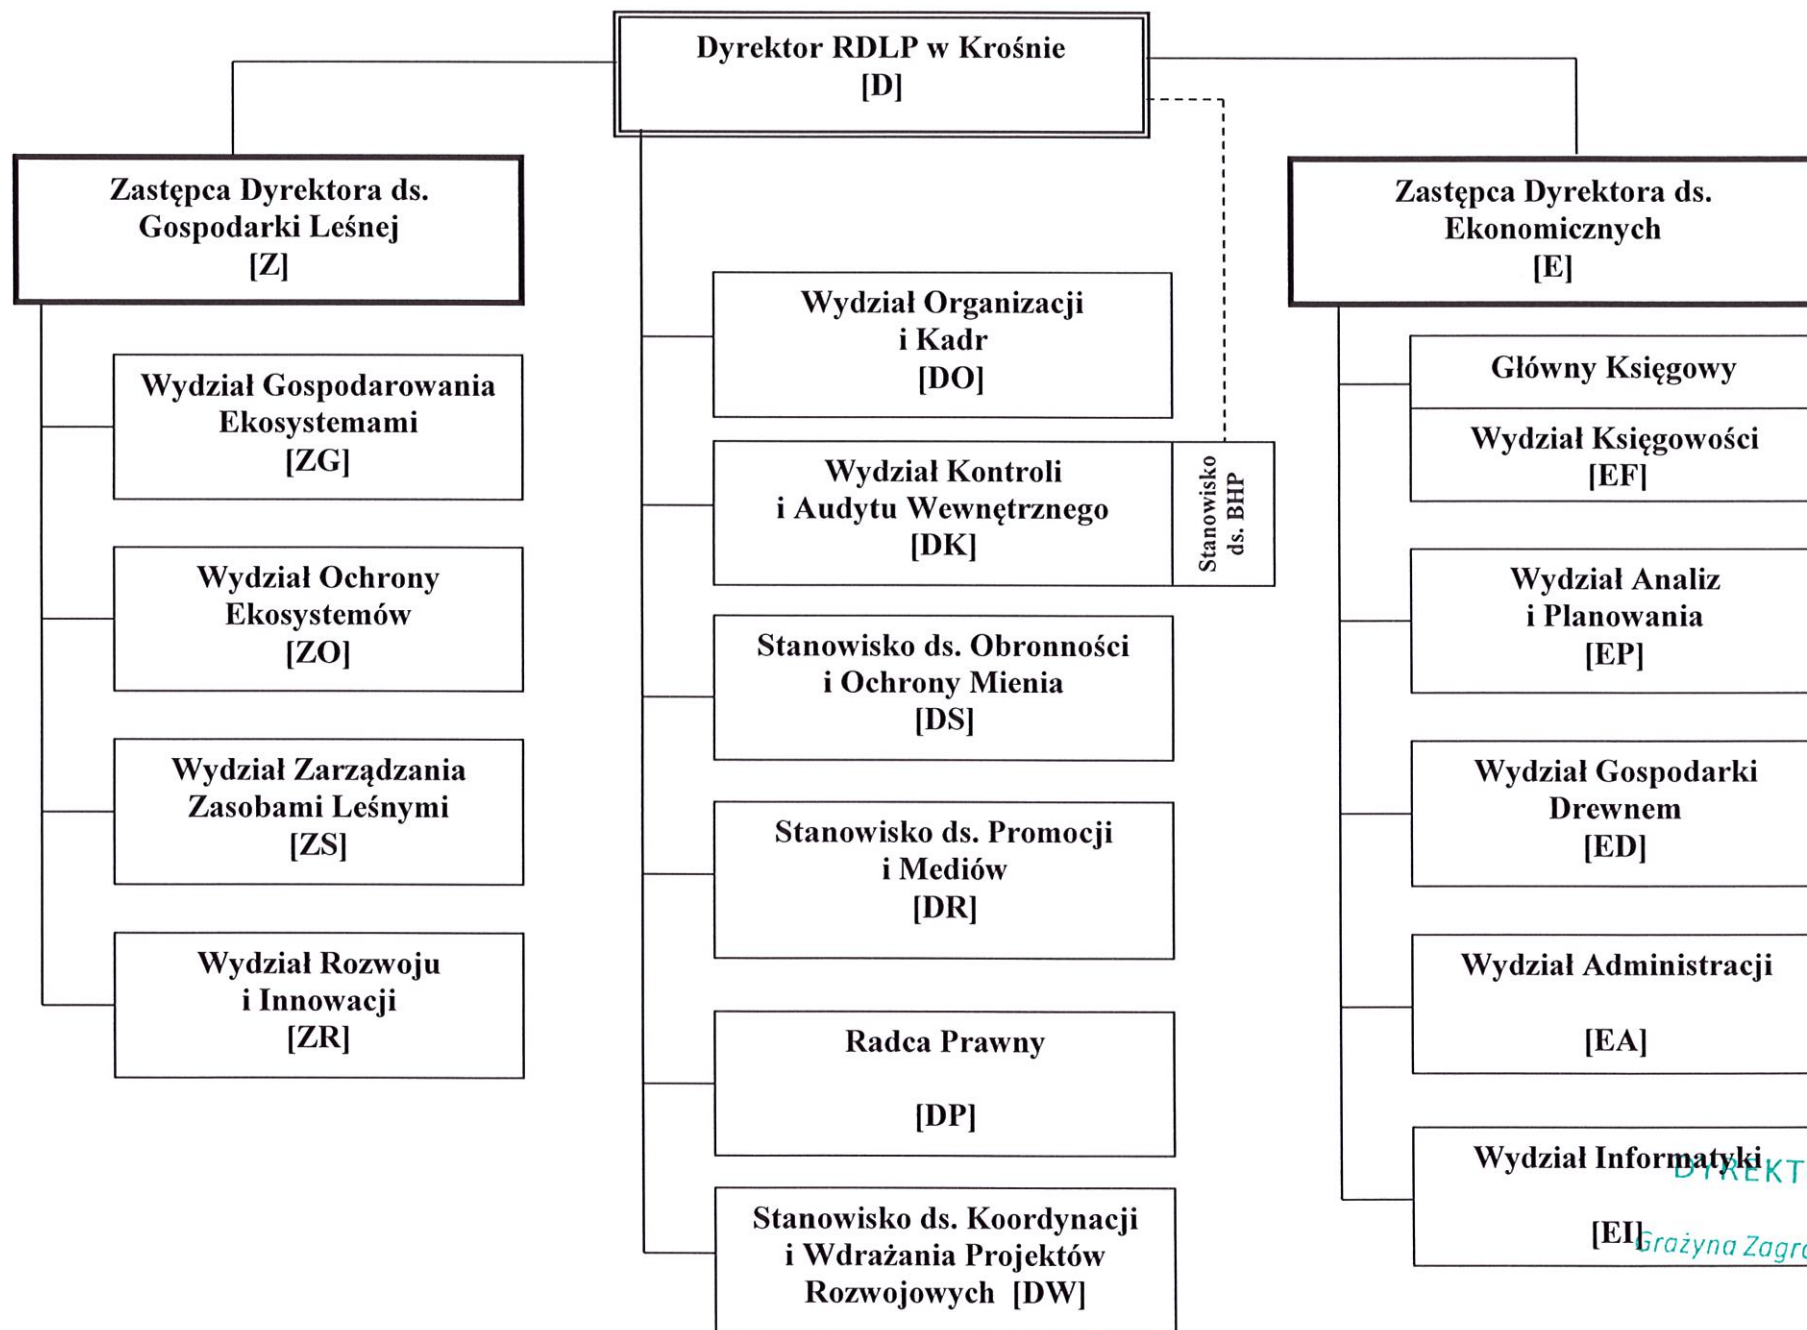 Dyrektor RDLP w Krośnie
[D]
Zastępca Dyrektora ds.
Gospodarki Leśnej
[Z]
Wydział Gospodarowania
Ekosystemami
[ZG]
Wydział Ochrony
Ekosystemów
[ZO]
Wydział Zarządzania
Zasobami Leśnymi
[ZS]
Wydział Rozwoju
i Innowacji
[ZR]
Wydział Organizacji
i Kadr
[DO]
Wydział Kontroli
i Audytu Wewnętrznego
[DK]
Stanowisko
ds. BHP
Stanowisko ds. Obronności
i Ochrony Mienia
[DS]
Stanowisko ds. Promocji
i Mediów
[DR]
Radca Prawny
[DP]
Stanowisko ds. Koordynacji
i Wdrażania Projektów
Rozwojowych [DW]
Zastępca Dyrektora ds.
Ekonomicznych
[E]
Główny Księgowy
Wydział Księgowości
[EF]
Wydział Analiz
i Planowania
[EP]
Wydział Gospodarki
Drewnem
[ED]
Wydział Administracji
[EA]
Wydział Informatyki
[EI]
DYREKT
Grażyna Zagro